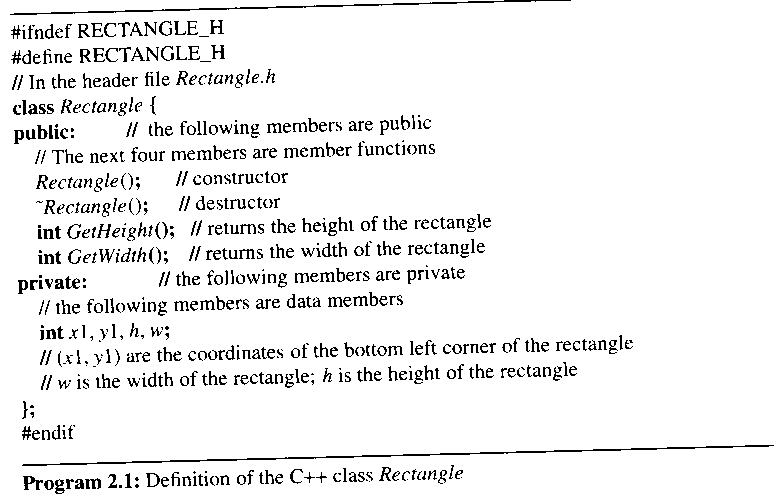 #ifndef RECTANGLE_H
#define RECTANGLE_H
// In the header file Rectangle.h
class Rectangle {
public: // the following members are public
// The next four members are member functions
Rectangle(); // constructor
~Rectangle(); // destructor
int GetHeight(); // returns the height of the rectangle
int GetWidth(); // returns the width of the rectangle
private: // the following members are private
// the following members are data members
int x1, y1, h, w;
// (x1, y1) are the coordinates of the bottom left corner of the rectangle
// w is the width of the rectangle; h is the height of the rectangle
};
#endif
Program 2.1: Definition of the C++ class Rectangle